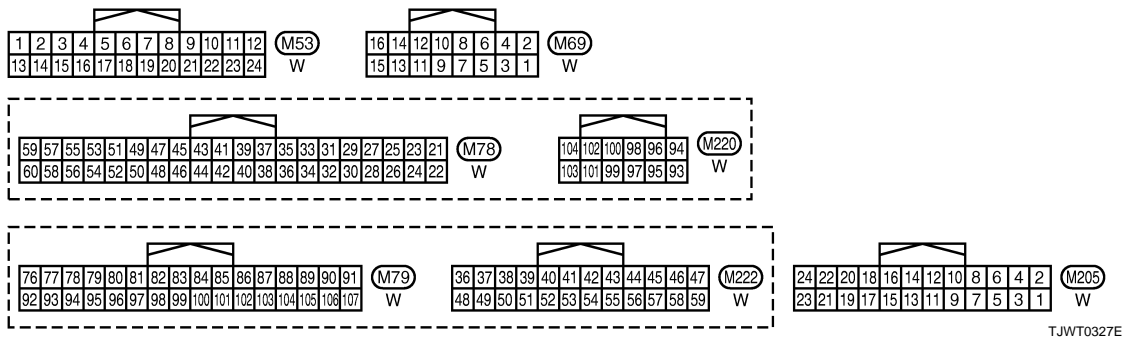 1 2 3 4 5 6 7 8 9 10 11 12 M53
13 14 15 16 17 18 19 20 21 22 23 24 W
16 14 12 10 8 6 4 2 M69
15 13 11 9 7 5 3 1 W
59 57 55 53 51 49 47 45 43 41 39 37 35 33 31 29 27 25 23 21 M78
60 58 56 54 52 50 48 46 44 42 40 38 36 34 32 30 28 26 24 22 W
104 102 100 98 96 94 M220
103 101 99 97 95 93 W
76 77 78 79 80 81 82 83 84 85 86 87 88 89 90 91 M79
92 93 94 95 96 97 98 99 100 101 102 103 104 105 106 107 W
36 37 38 39 40 41 42 43 44 45 46 47 M222
48 49 50 51 52 53 54 55 56 57 58 59 W
24 22 20 18 16 14 12 10 8 6 4 2 M205
23 21 19 17 15 13 11 9 7 5 3 1 W
TJWT0327E